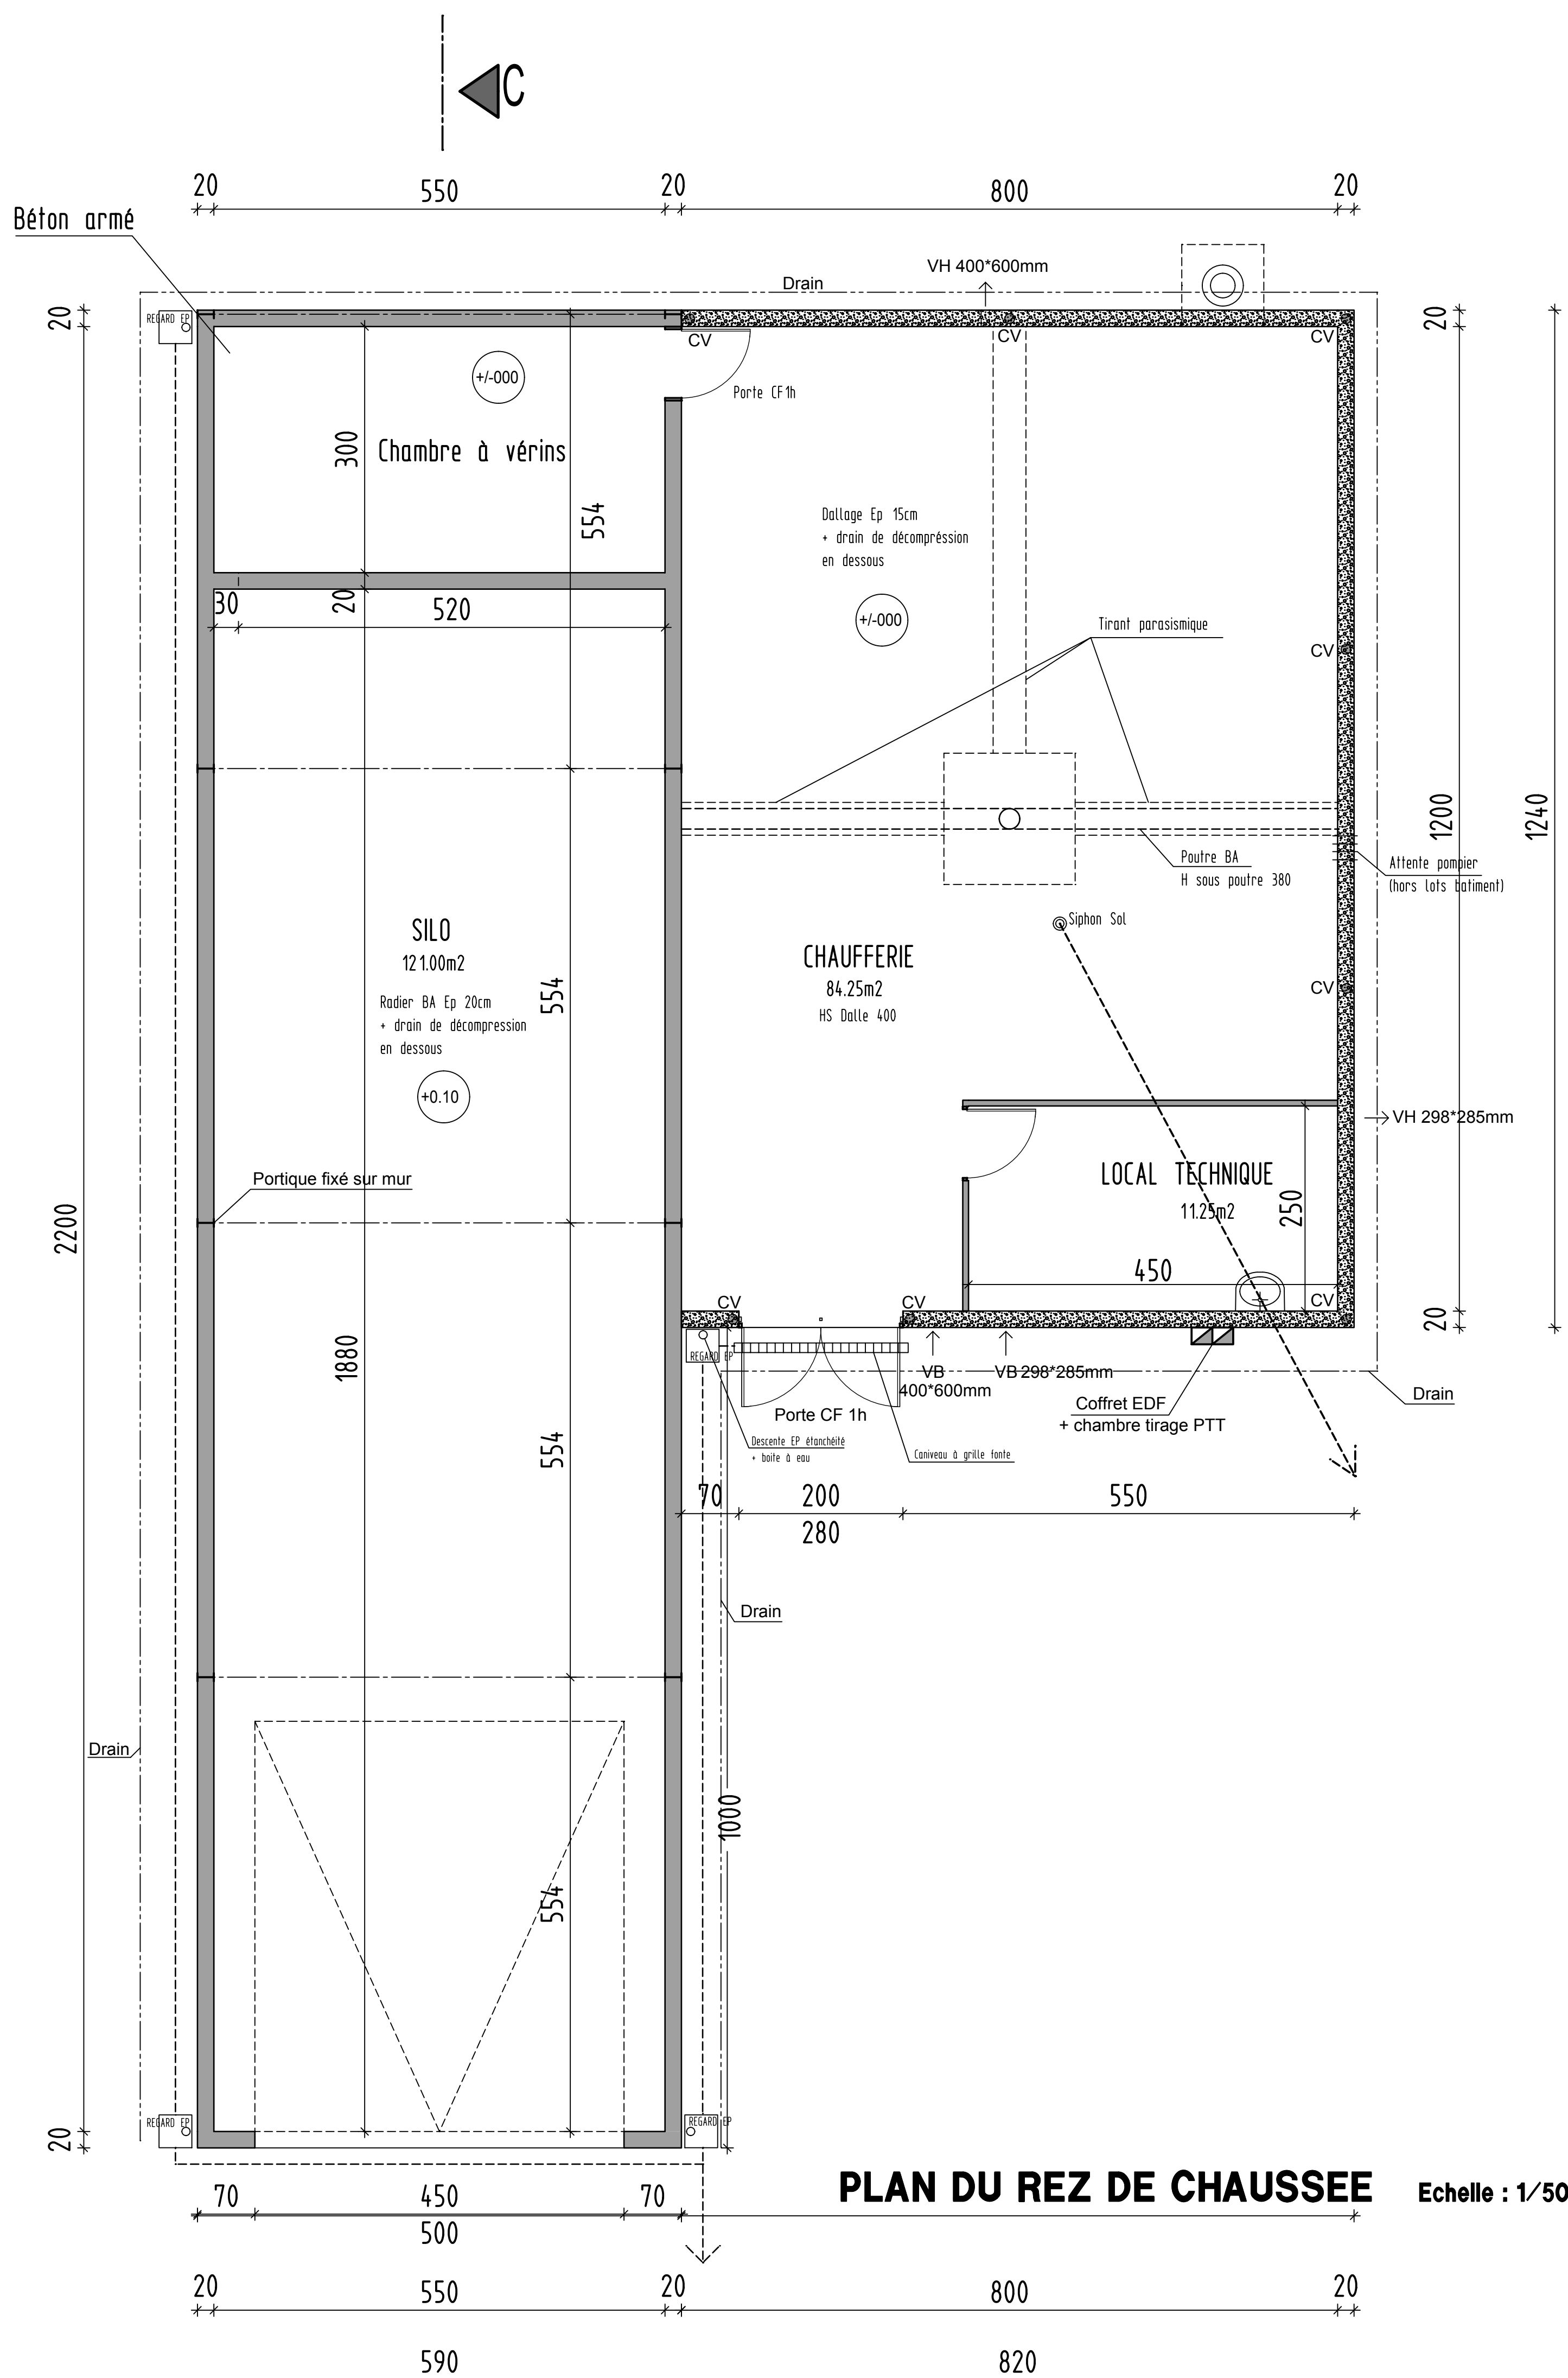 C
20 550 20 800 20
Béton armé
VH 400*600mm
Drain
20
REGARD EP
20
CV
CV
CV
+/-000
Porte CF1h
300
Chambre à vérins
554
Dallage Ep 15cm
+ drain de décompréssion
en dessous
30
20
520
+/-000
Tirant parasismique
CV
1200
1240
Poutre BA
H sous poutre 380
Attente pompier
(hors lots batiment)
SILO
121.00m2
Siphon Sol
CHAUFFERIE
84.25m2
HS Dalle 400
554
Radier BA Ep 20cm
+ drain de décompression
en dessous
CV
+0.10
VH 298*285mm
Portique fixé sur mur
LOCAL TECHNIQUE
11.25m2
250
2200
450
CV
CV
CV
20
1880
REGARD EP
VB
400*600mm
VB 298*285mm
Drain
Coffret EDF
+ chambre tirage PTT
Porte CF 1h
Descente EP étanchéité
+ boite à eau
Caniveau à grille fonte
554
70 200 550
280
Drain
Drain
1000
554
REGARD EP
REGARD EP
20
PLAN DU REZ DE CHAUSSEE Echelle : 1/50
70 450 70
500
20 550 20 800 20
590 820